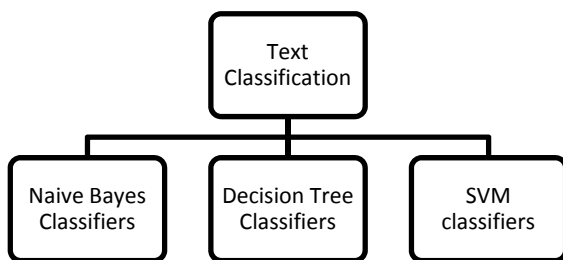 Text
Classification
Naive Bayes
Classifiers
Decision Tree
Classifiers
SVM
classifiers